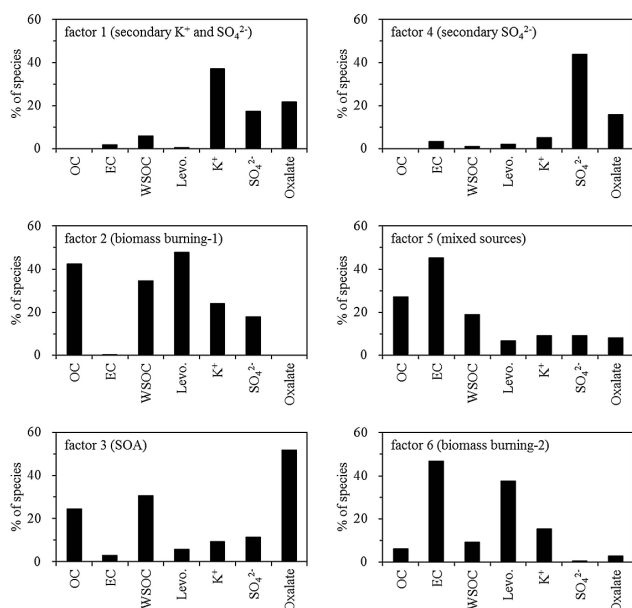 factor 1 (secondary K⁺ and SO₄²⁻)
% of species
60
40
20
0
OC
EC
WSOC
Levo.
K⁺
SO₄²⁻
Oxalate
factor 4 (secondary SO₄²⁻)
% of species
60
40
20
0
OC
EC
WSOC
Levo.
K⁺
SO₄²⁻
Oxalate
factor 2 (biomass burning-1)
% of species
60
40
20
0
OC
EC
WSOC
Levo.
K⁺
SO₄²⁻
Oxalate
factor 5 (mixed sources)
% of species
60
40
20
0
OC
EC
WSOC
Levo.
K⁺
SO₄²⁻
Oxalate
factor 3 (SOA)
% of species
60
40
20
0
OC
EC
WSOC
Levo.
K⁺
SO₄²⁻
Oxalate
factor 6 (biomass burning-2)
% of species
60
40
20
0
OC
EC
WSOC
Levo.
K⁺
SO₄²⁻
Oxalate